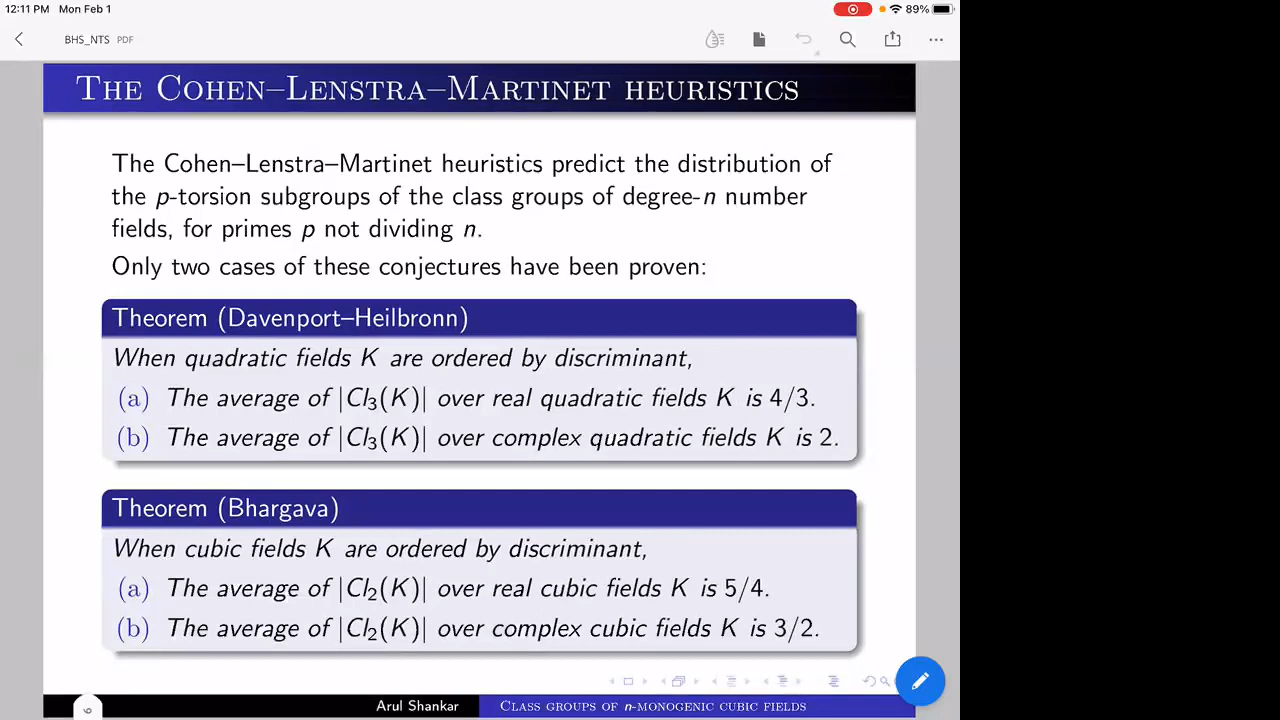 12:11 PM Mon Feb 1
89%
BHS_NTS PDF
THE COHEN–LENSTRA–MARTINET HEURISTICS
The Cohen–Lenstra–Martinet heuristics predict the distribution of
the p-torsion subgroups of the class groups of degree-n number
fields, for primes p not dividing n.
Only two cases of these conjectures have been proven:
Theorem (Davenport–Heilbronn)
When quadratic fields K are ordered by discriminant,
(a) The average of |Cl₃(K)| over real quadratic fields K is 4/3.
(b) The average of |Cl₃(K)| over complex quadratic fields K is 2.
Theorem (Bhargava)
When cubic fields K are ordered by discriminant,
(a) The average of |Cl₂(K)| over real cubic fields K is 5/4.
(b) The average of |Cl₂(K)| over complex cubic fields K is 3/2.
Arul Shankar CLASS GROUPS OF n-MONOGENIC CUBIC FIELDS